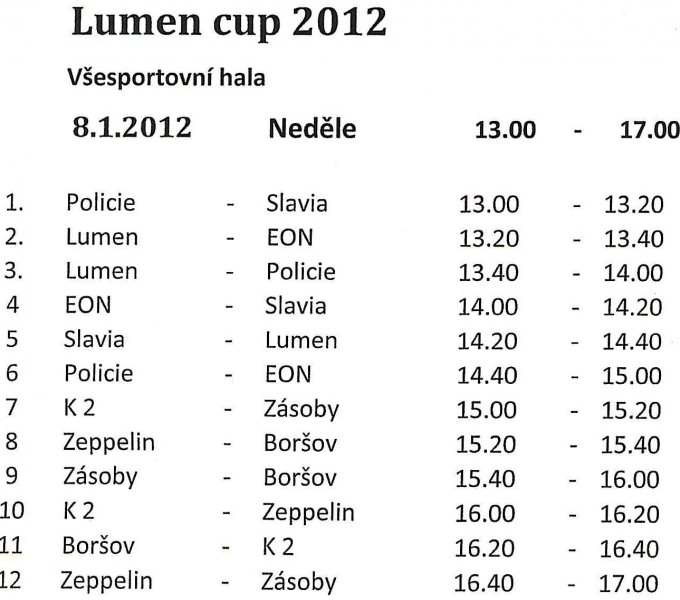 Lumen cup 2012
Všesportovní hala
8.1.2012 Neděle 13.00 - 17.00
1. Policie - Slavia 13.00 - 13.20
2. Lumen - EON 13.20 - 13.40
3. Lumen - Policie 13.40 - 14.00
4 EON - Slavia 14.00 - 14.20
5 Slavia - Lumen 14.20 - 14.40
6 Policie - EON 14.40 - 15.00
7 K 2 - Zásoby 15.00 - 15.20
8 Zeppelin - Boršov 15.20 - 15.40
9 Zásoby - Boršov 15.40 - 16.00
10 K 2 - Zeppelin 16.00 - 16.20
11 Boršov - K 2 16.20 - 16.40
12 Zeppelin - Zásoby 16.40 - 17.00